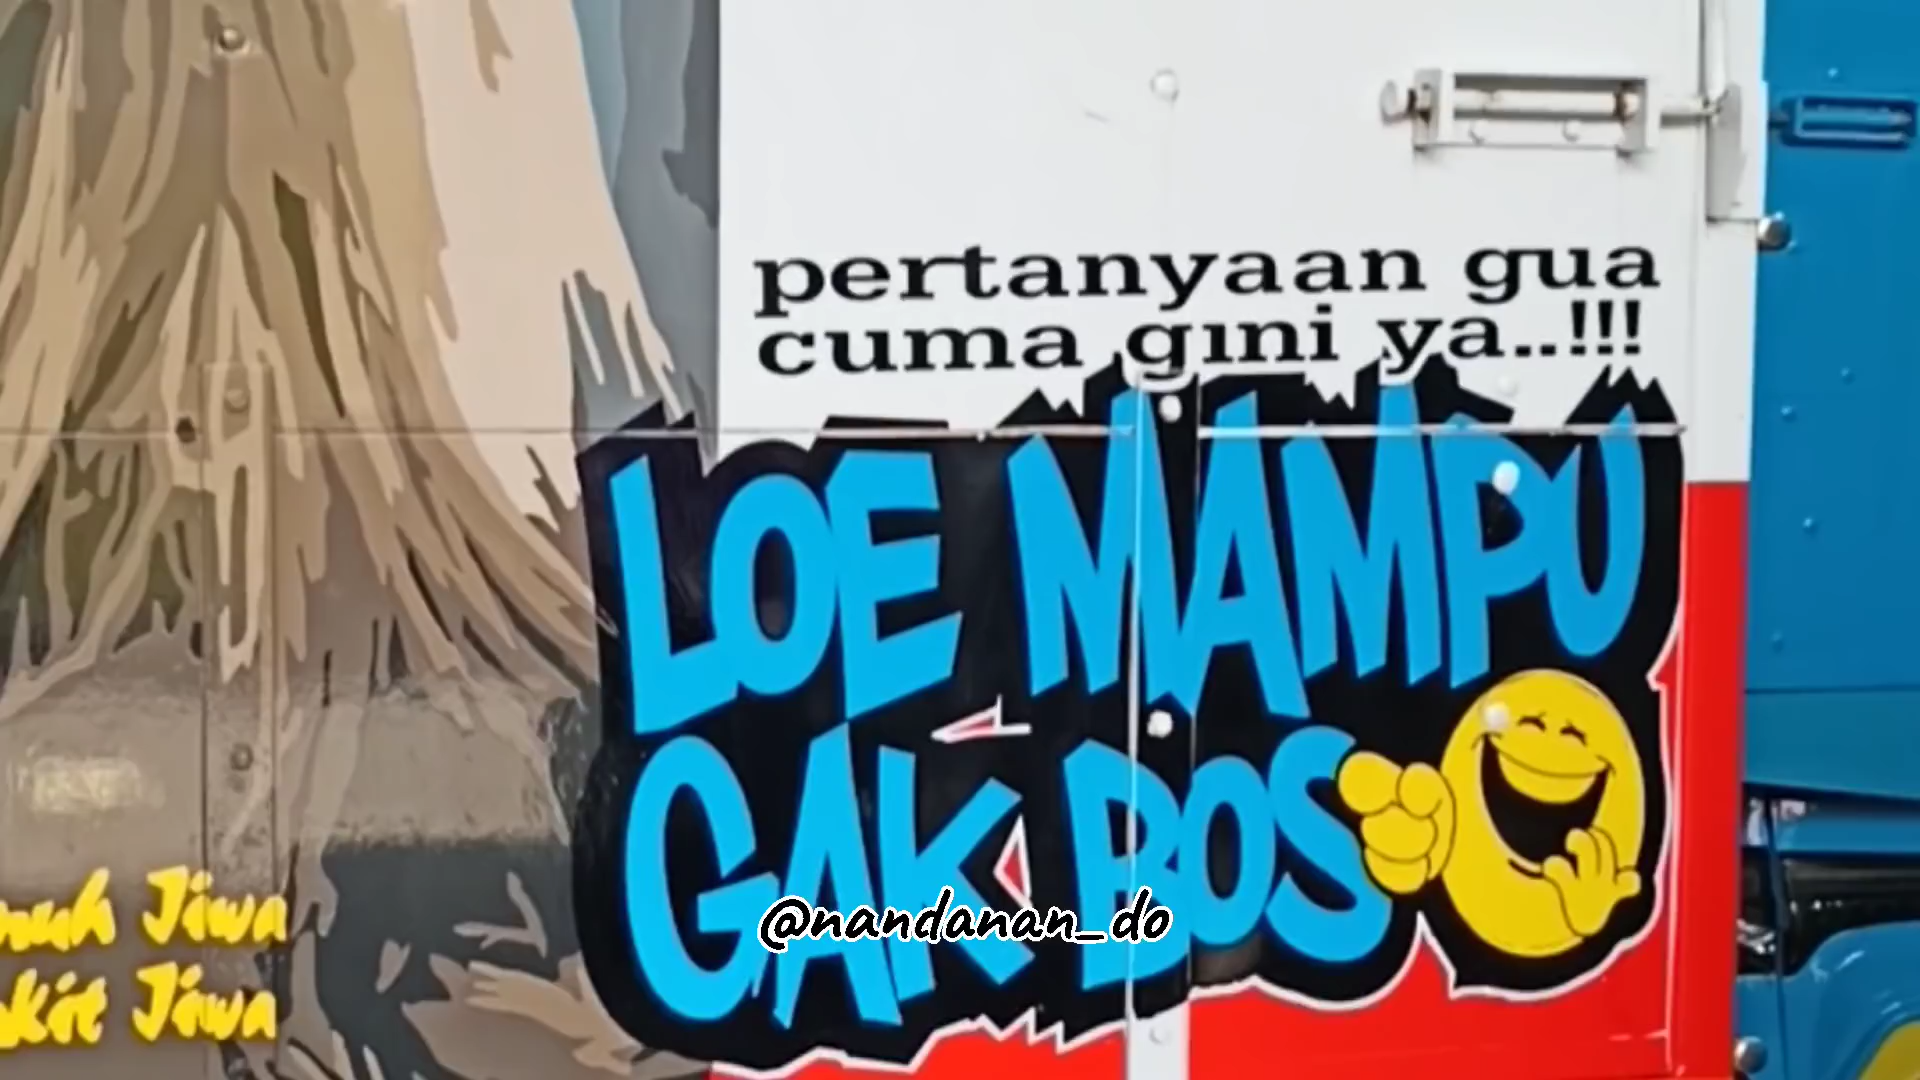 pertanyaan gua
cuma gini ya..!!!
LOE MAMPU
GAK BOS
@nandanan_do
Jiwa
Jiwa